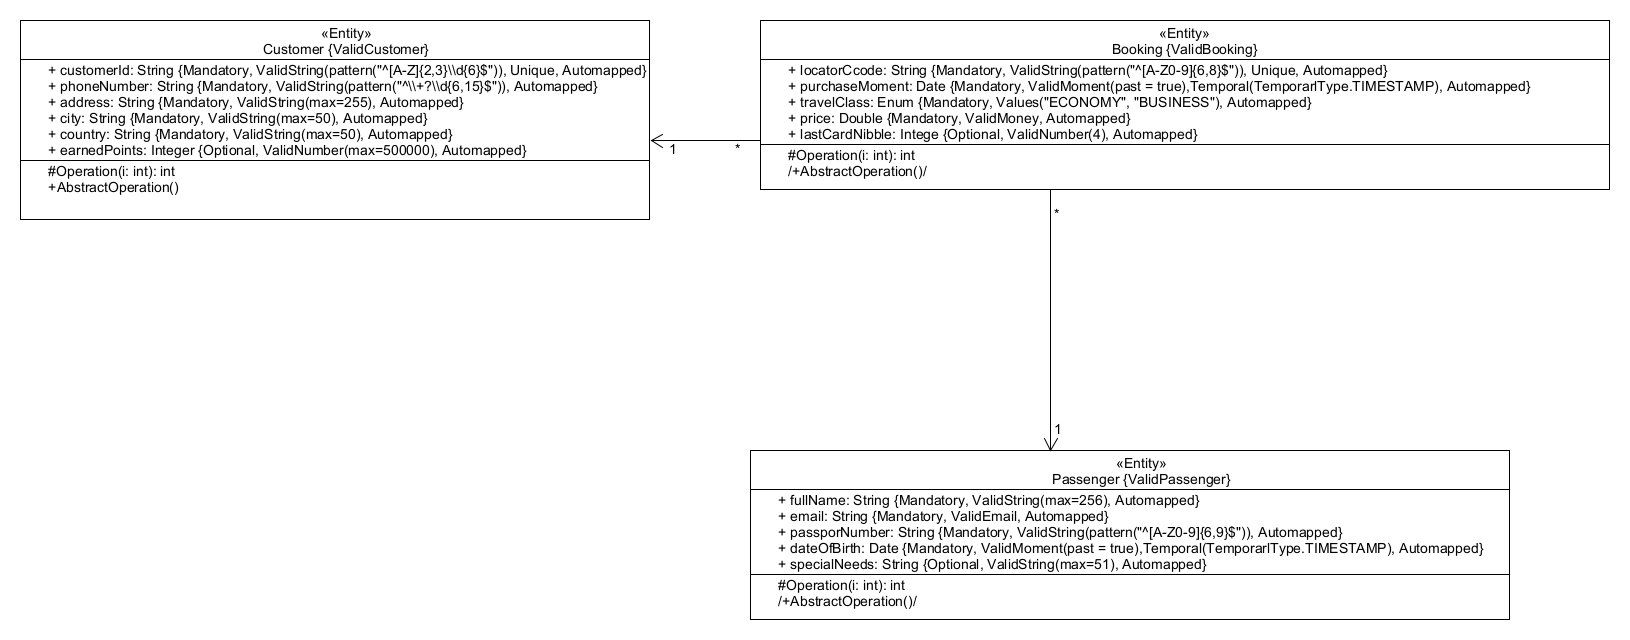 «Entity»
Customer {ValidCustomer}
+ customerId: String {Mandatory, ValidString(pattern("^[A-Z]{2,3}\\d{6}$")), Unique, Automapped}
+ phoneNumber: String {Mandatory, ValidString(pattern("^\\+?\\d{6,15}$")), Automapped}
+ address: String {Mandatory, ValidString(max=255), Automapped}
+ city: String {Mandatory, ValidString(max=50), Automapped}
+ country: String {Mandatory, ValidString(max=50), Automapped}
+ earnedPoints: Integer {Optional, ValidNumber(max=500000), Automapped}
#Operation(i: int): int
+AbstractOperation()
1
*
«Entity»
Booking {ValidBooking}
+ locatorCcode: String {Mandatory, ValidString(pattern("^[A-Z0-9]{6,8}$")), Unique, Automapped}
+ purchaseMoment: Date {Mandatory, ValidMoment(past = true),Temporal(TemporarlType.TIMESTAMP), Automapped}
+ travelClass: Enum {Mandatory, Values("ECONOMY", "BUSINESS"), Automapped}
+ price: Double {Mandatory, ValidMoney, Automapped}
+ lastCardNibble: Intege {Optional, ValidNumber(4), Automapped}
#Operation(i: int): int
/+AbstractOperation()/
*
1
«Entity»
Passenger {ValidPassenger}
+ fullName: String {Mandatory, ValidString(max=256), Automapped}
+ email: String {Mandatory, ValidEmail, Automapped}
+ passporNumber: String {Mandatory, ValidString(pattern("^[A-Z0-9]{6,9}$")), Automapped}
+ dateOfBirth: Date {Mandatory, ValidMoment(past = true),Temporal(TemporarlType.TIMESTAMP), Automapped}
+ specialNeeds: String {Optional, ValidString(max=51), Automapped}
#Operation(i: int): int
/+AbstractOperation()/